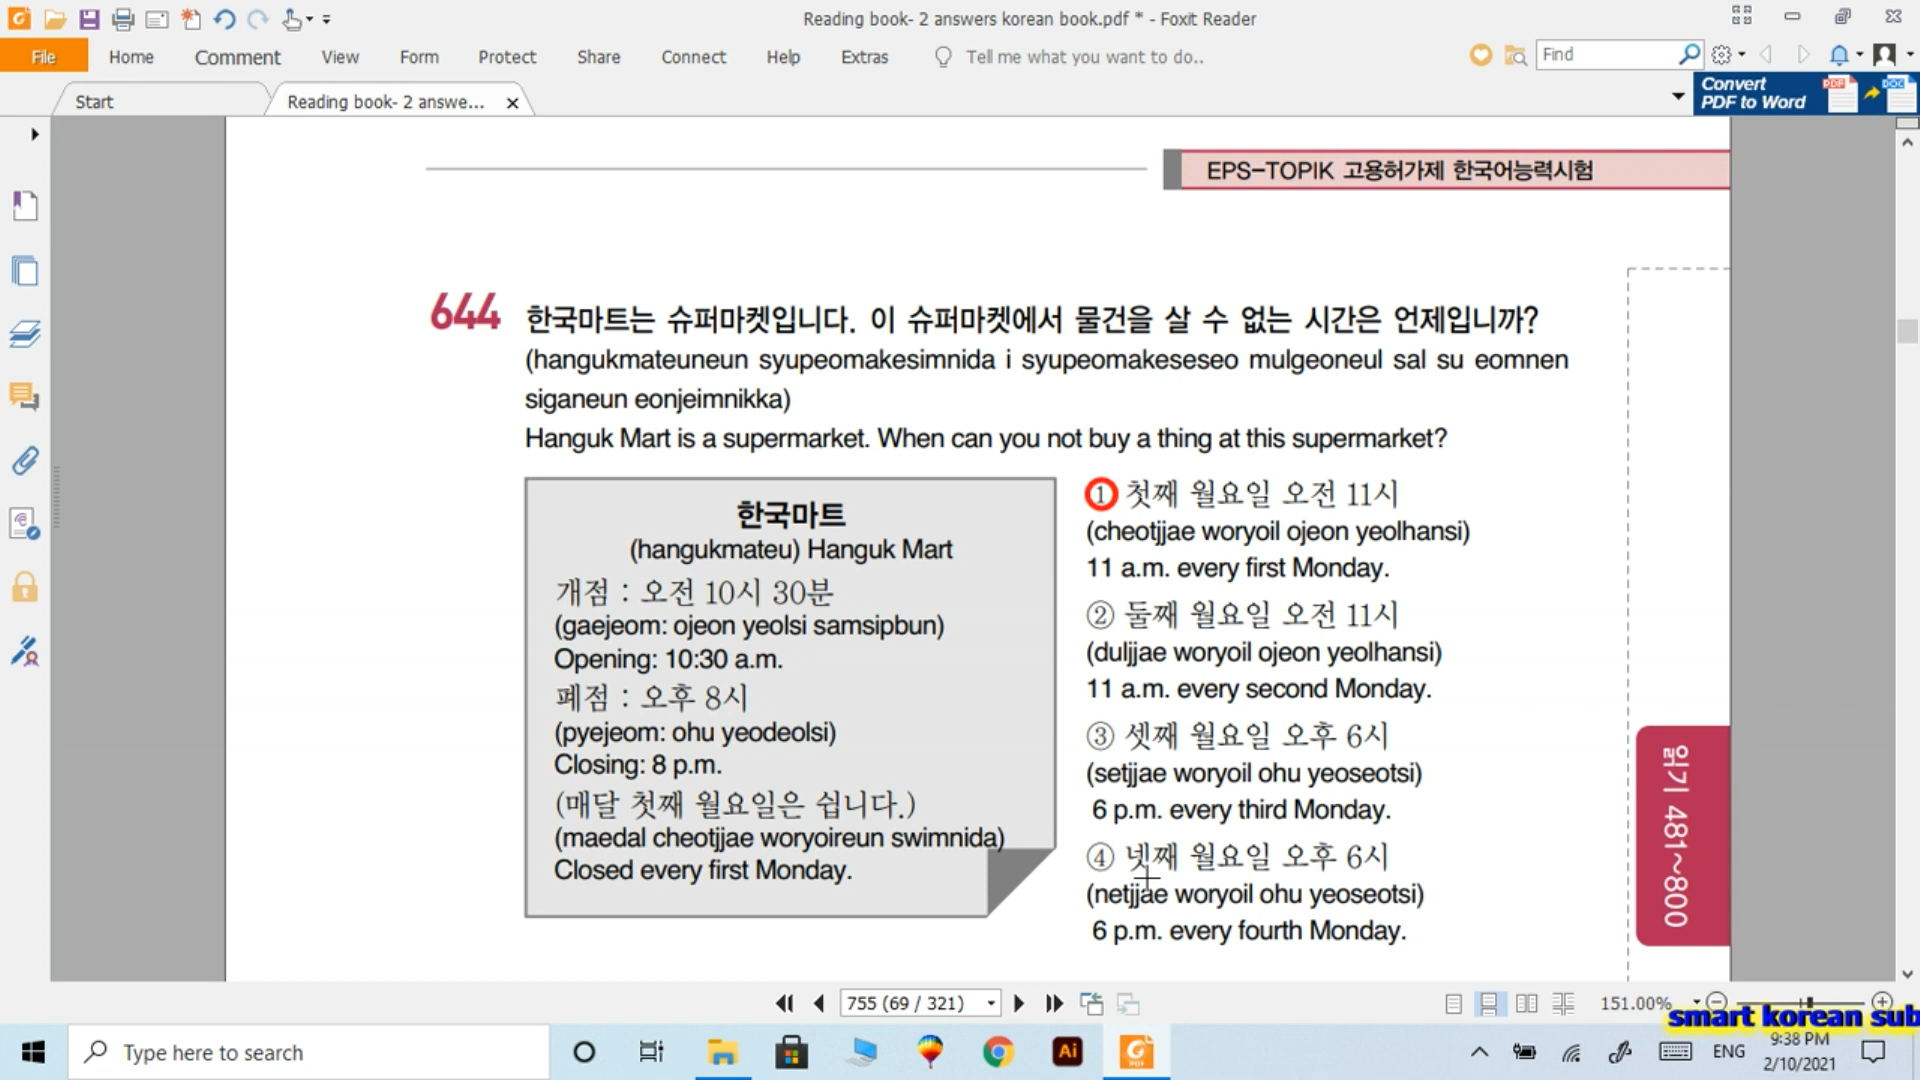 Reading book- 2 answers korean book.pdf * - Foxit Reader
File Home Comment View Form Protect Share Connect Help Extras Tell me what you want to do.. Find
Start Reading book- 2 answe...
Convert
PDF to Word
EPS-TOPIK 고용허가제 한국어능력시험
644 한국마트는 슈퍼마켓입니다. 이 슈퍼마켓에서 물건을 살 수 없는 시간은 언제입니까?
(hangukmateuneun syupeomakesimnida i syupeomakeseseo mulgeoneul sal su eomnen
siganeun eonjeimnikka)
Hanguk Mart is a supermarket. When can you not buy a thing at this supermarket?
한국마트
(hangukmateu) Hanguk Mart
개점 : 오전 10시 30분
(gaejeom: ojeon yeolsi samsipbun)
Opening: 10:30 a.m.
폐점 : 오후 8시
(pyejeom: ohu yeodeolsi)
Closing: 8 p.m.
(매달 첫째 월요일은 쉽니다.)
(maedal cheotjjae woryoireun swimnida)
Closed every first Monday.
① 첫째 월요일 오전 11시
(cheotjjae woryoil ojeon yeolhansi)
11 a.m. every first Monday.
② 둘째 월요일 오전 11시
(duljjae woryoil ojeon yeolhansi)
11 a.m. every second Monday.
③ 셋째 월요일 오후 6시
(setjjae woryoil ohu yeoseotsi)
6 p.m. every third Monday.
④ 넷째 월요일 오후 6시
(netjjae woryoil ohu yeoseotsi)
6 p.m. every fourth Monday.
읽기 481~800
755 (69 / 321)
151.00%
smart korean sub
Type here to search
Ai
ENG
9:38 PM
2/10/2021